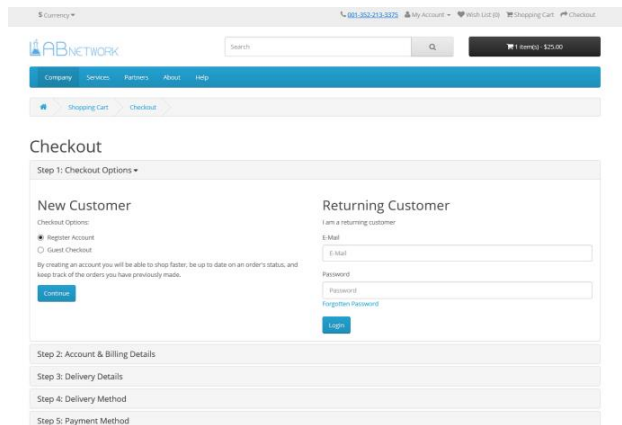 $ Currency
001-352-213-3375 My Account Wish List (0) Shopping Cart Checkout
LABNETWORK
Search
1 item(s) - $25.00
Company Services Partners About Help
Shopping Cart Checkout
Checkout
Step 1: Checkout Options
New Customer
Checkout Options:
Register Account
Guest Checkout
By creating an account you will be able to shop faster, be up to date on an order's status, and
keep track of the orders you have previously made.
Continue
Returning Customer
I am a returning customer
E-Mail
E-Mail
Password
Password
Forgotten Password
Login
Step 2: Account & Billing Details
Step 3: Delivery Details
Step 4: Delivery Method
Step 5: Payment Method